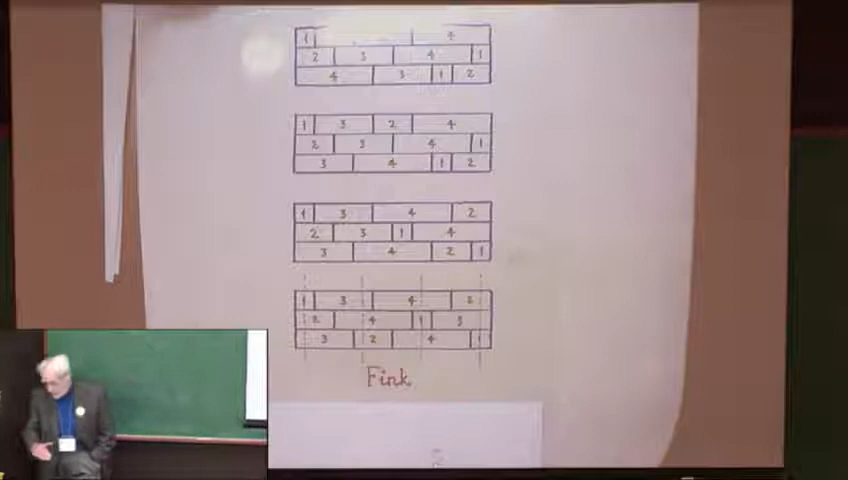 1 4
2 3 4 1
4 3 1 2
1 3 2 4
2 3 4 1
3 4 1 2
1 3 4 2
2 3 1 4
3 4 2 1
1 3 4 2
2 4 1 3
3 2 4 1
Fink